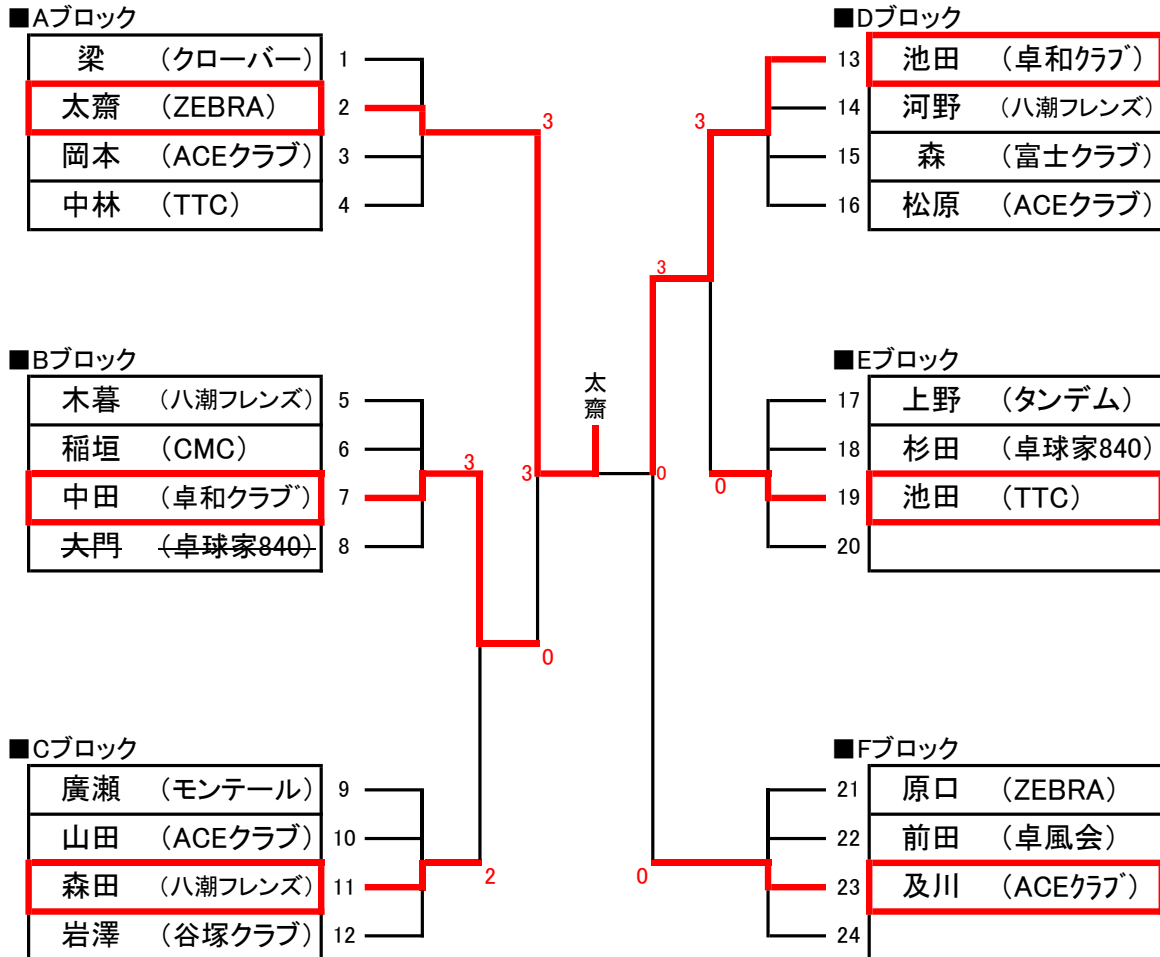 ■Aブロック
梁 （クローバー） 1
太齋 （ZEBRA） 2
岡本 （ACEクラブ） 3
中林 （TTC） 4
3
■Bブロック
木暮 （八潮フレンズ） 5
稲垣 （CMC） 6
中田 （卓和クラブ） 7
大門 （卓球家840） 8
3
3
0
■Cブロック
廣瀬 （モンテール） 9
山田 （ACEクラブ） 10
森田 （八潮フレンズ） 11
岩澤 （谷塚クラブ） 12
2
太齋
■Dブロック
13 池田 （卓和クラブ）
14 河野 （八潮フレンズ）
15 森 （富士クラブ）
16 松原 （ACEクラブ）
3
3
■Eブロック
17 上野 （タンデム）
18 杉田 （卓球家840）
19 池田 （TTC）
20
0
0
■Fブロック
21 原口 （ZEBRA）
22 前田 （卓風会）
23 及川 （ACEクラブ）
24
0